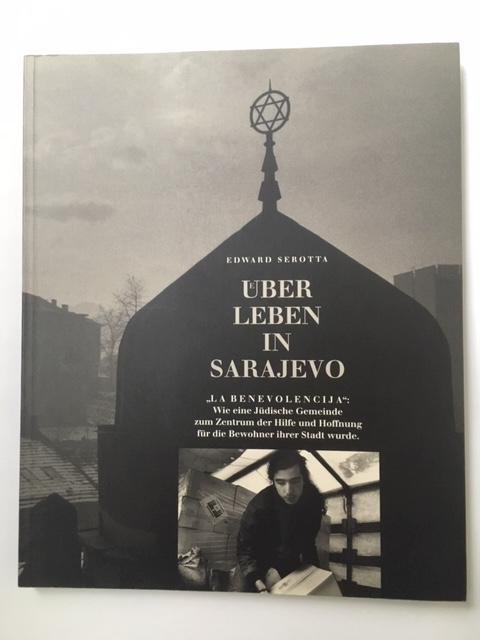 EDWARD SEROTTA
ÜBER
LEBEN
IN
SARAJEVO
„LA BENEVOLENCIJA“:
Wie eine Jüdische Gemeinde
zum Zentrum der Hilfe und Hoffnung
für die Bewohner ihrer Stadt wurde.